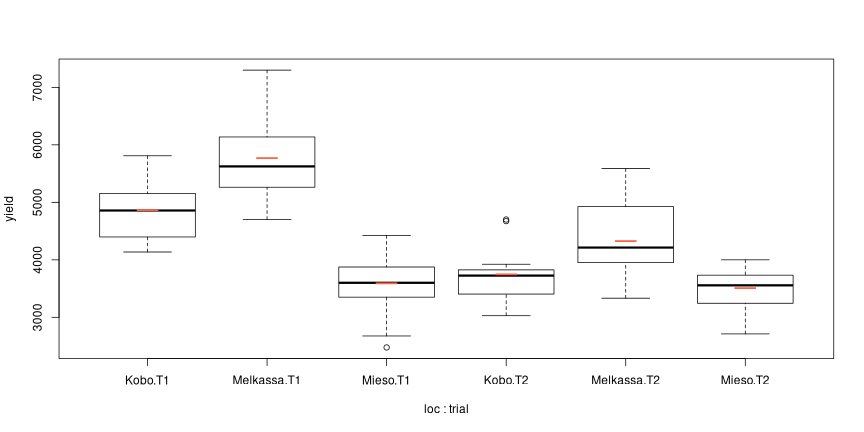 7000
6000
5000
4000
3000
yield
Kobo.T1 Melkassa.T1 Mieso.T1 Kobo.T2 Melkassa.T2 Mieso.T2
loc : trial